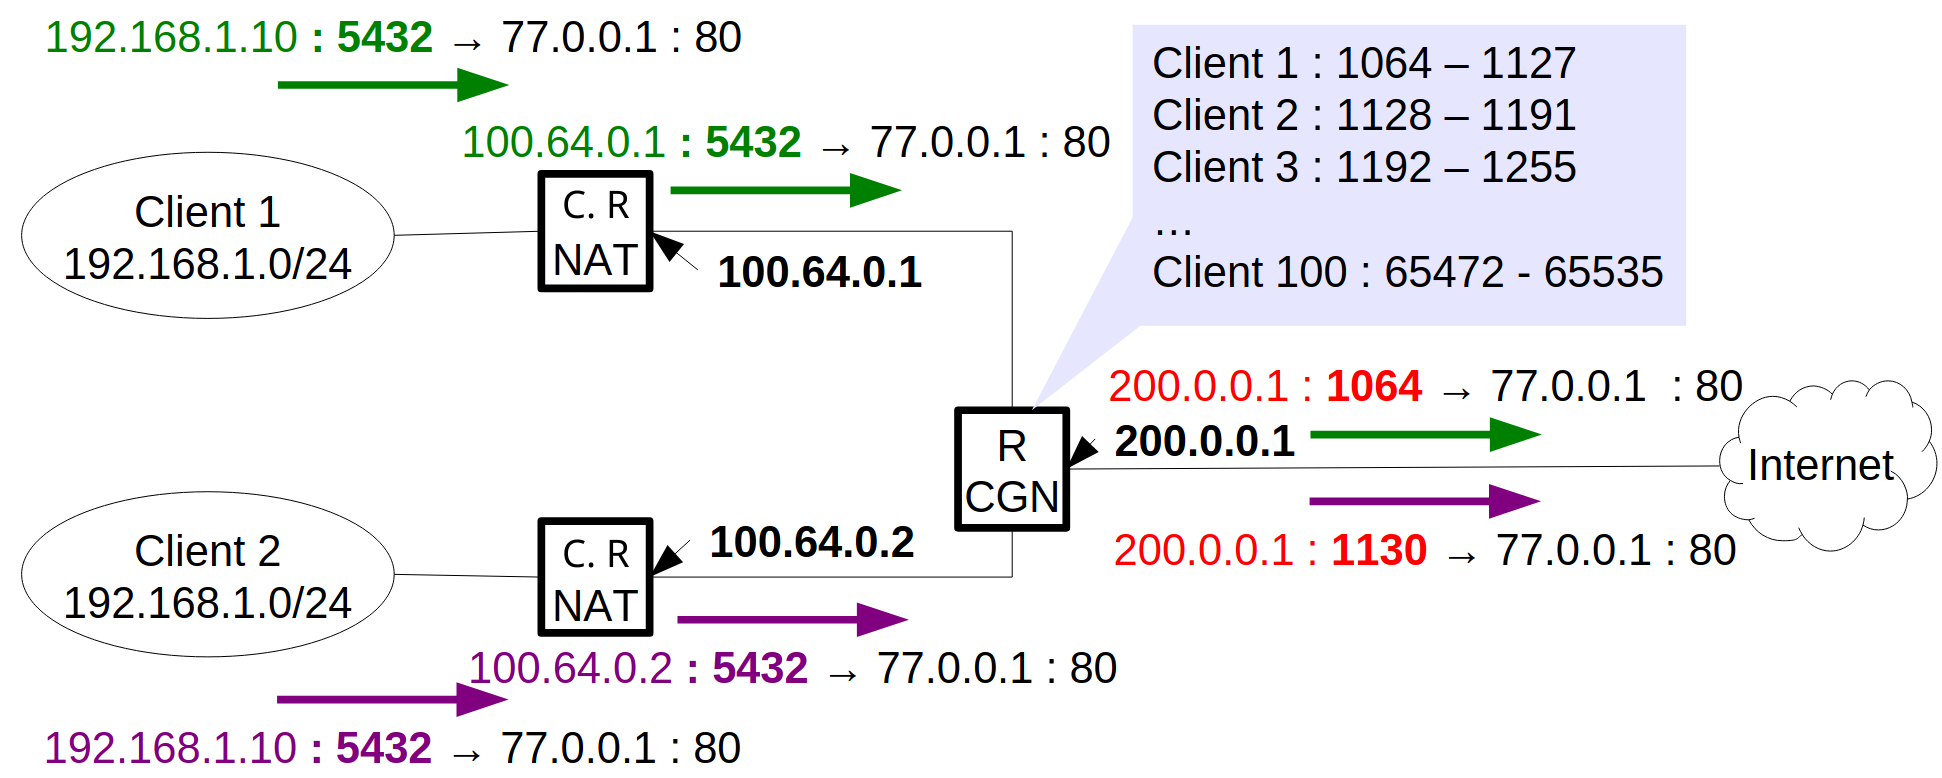 192.168.1.10 : 5432 → 77.0.0.1 : 80
100.64.0.1 : 5432 → 77.0.0.1 : 80
Client 1 : 1064 – 1127
Client 2 : 1128 – 1191
Client 3 : 1192 – 1255
...
Client 100 : 65472 - 65535
Client 1
192.168.1.0/24
C. R
NAT
100.64.0.1
200.0.0.1 : 1064 → 77.0.0.1 : 80
200.0.0.1
R
CGN
Internet
200.0.0.1 : 1130 → 77.0.0.1 : 80
Client 2
192.168.1.0/24
C. R
NAT
100.64.0.2
100.64.0.2 : 5432 → 77.0.0.1 : 80
192.168.1.10 : 5432 → 77.0.0.1 : 80